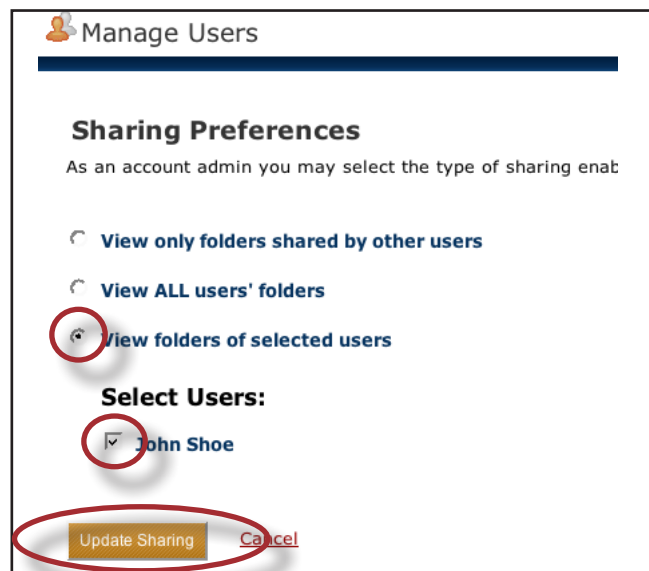 Manage Users
Sharing Preferences
As an account admin you may select the type of sharing enab
View only folders shared by other users
View ALL users' folders
View folders of selected users
Select Users:
John Shoe
Update Sharing Cancel